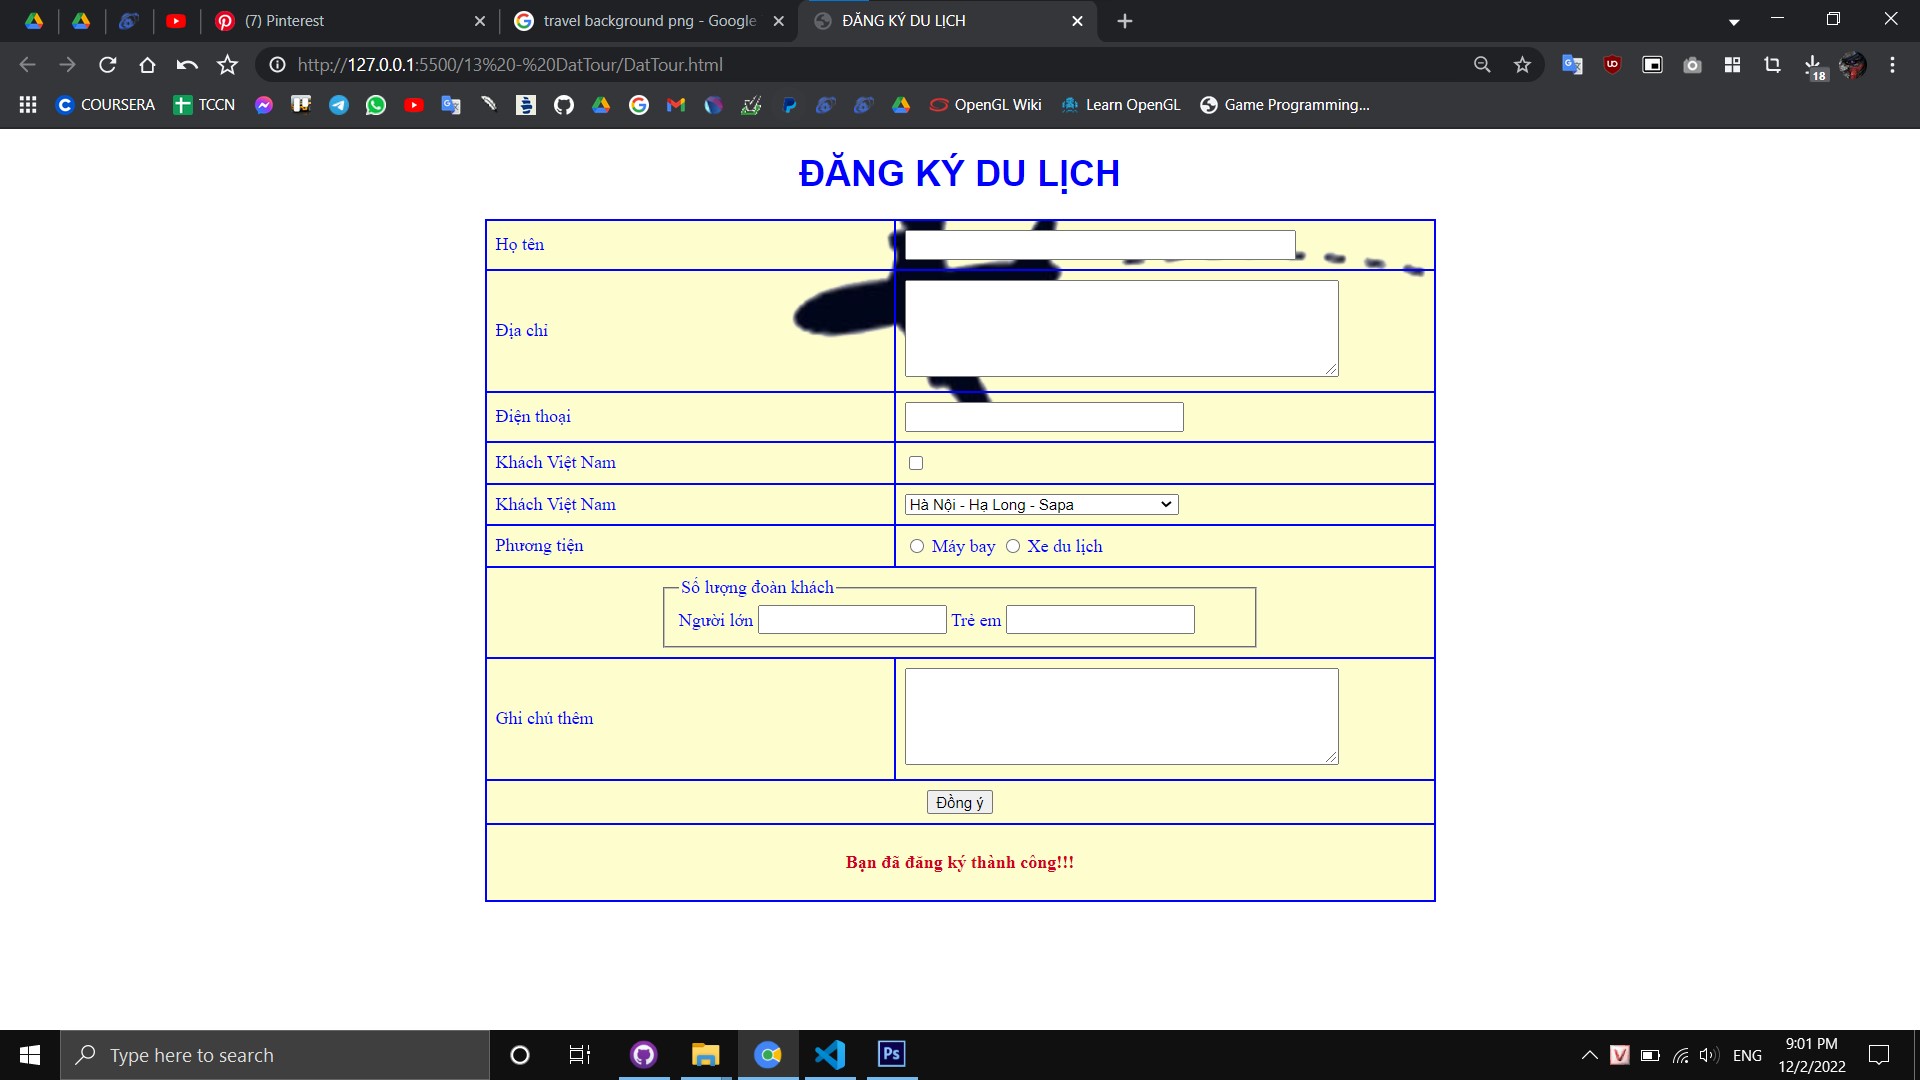 (7) Pinterest
travel background png - Google
ĐĂNG KÝ DU LỊCH
http://127.0.0.1:5500/13%20-%20DatTour/DatTour.html
18
COURSERA
TCCN
OpenGL Wiki
Learn OpenGL
Game Programming...
ĐĂNG KÝ DU LỊCH
Họ tên
Địa chỉ
Điện thoại
Khách Việt Nam
Khách Việt Nam
Hà Nội - Hạ Long - Sapa
Phương tiện
Máy bay Xe du lịch
Số lượng đoàn khách
Người lớn Trẻ em
Ghi chú thêm
Đồng ý
Bạn đã đăng ký thành công!!!
Type here to search
Ps
V
ENG
9:01 PM
12/2/2022